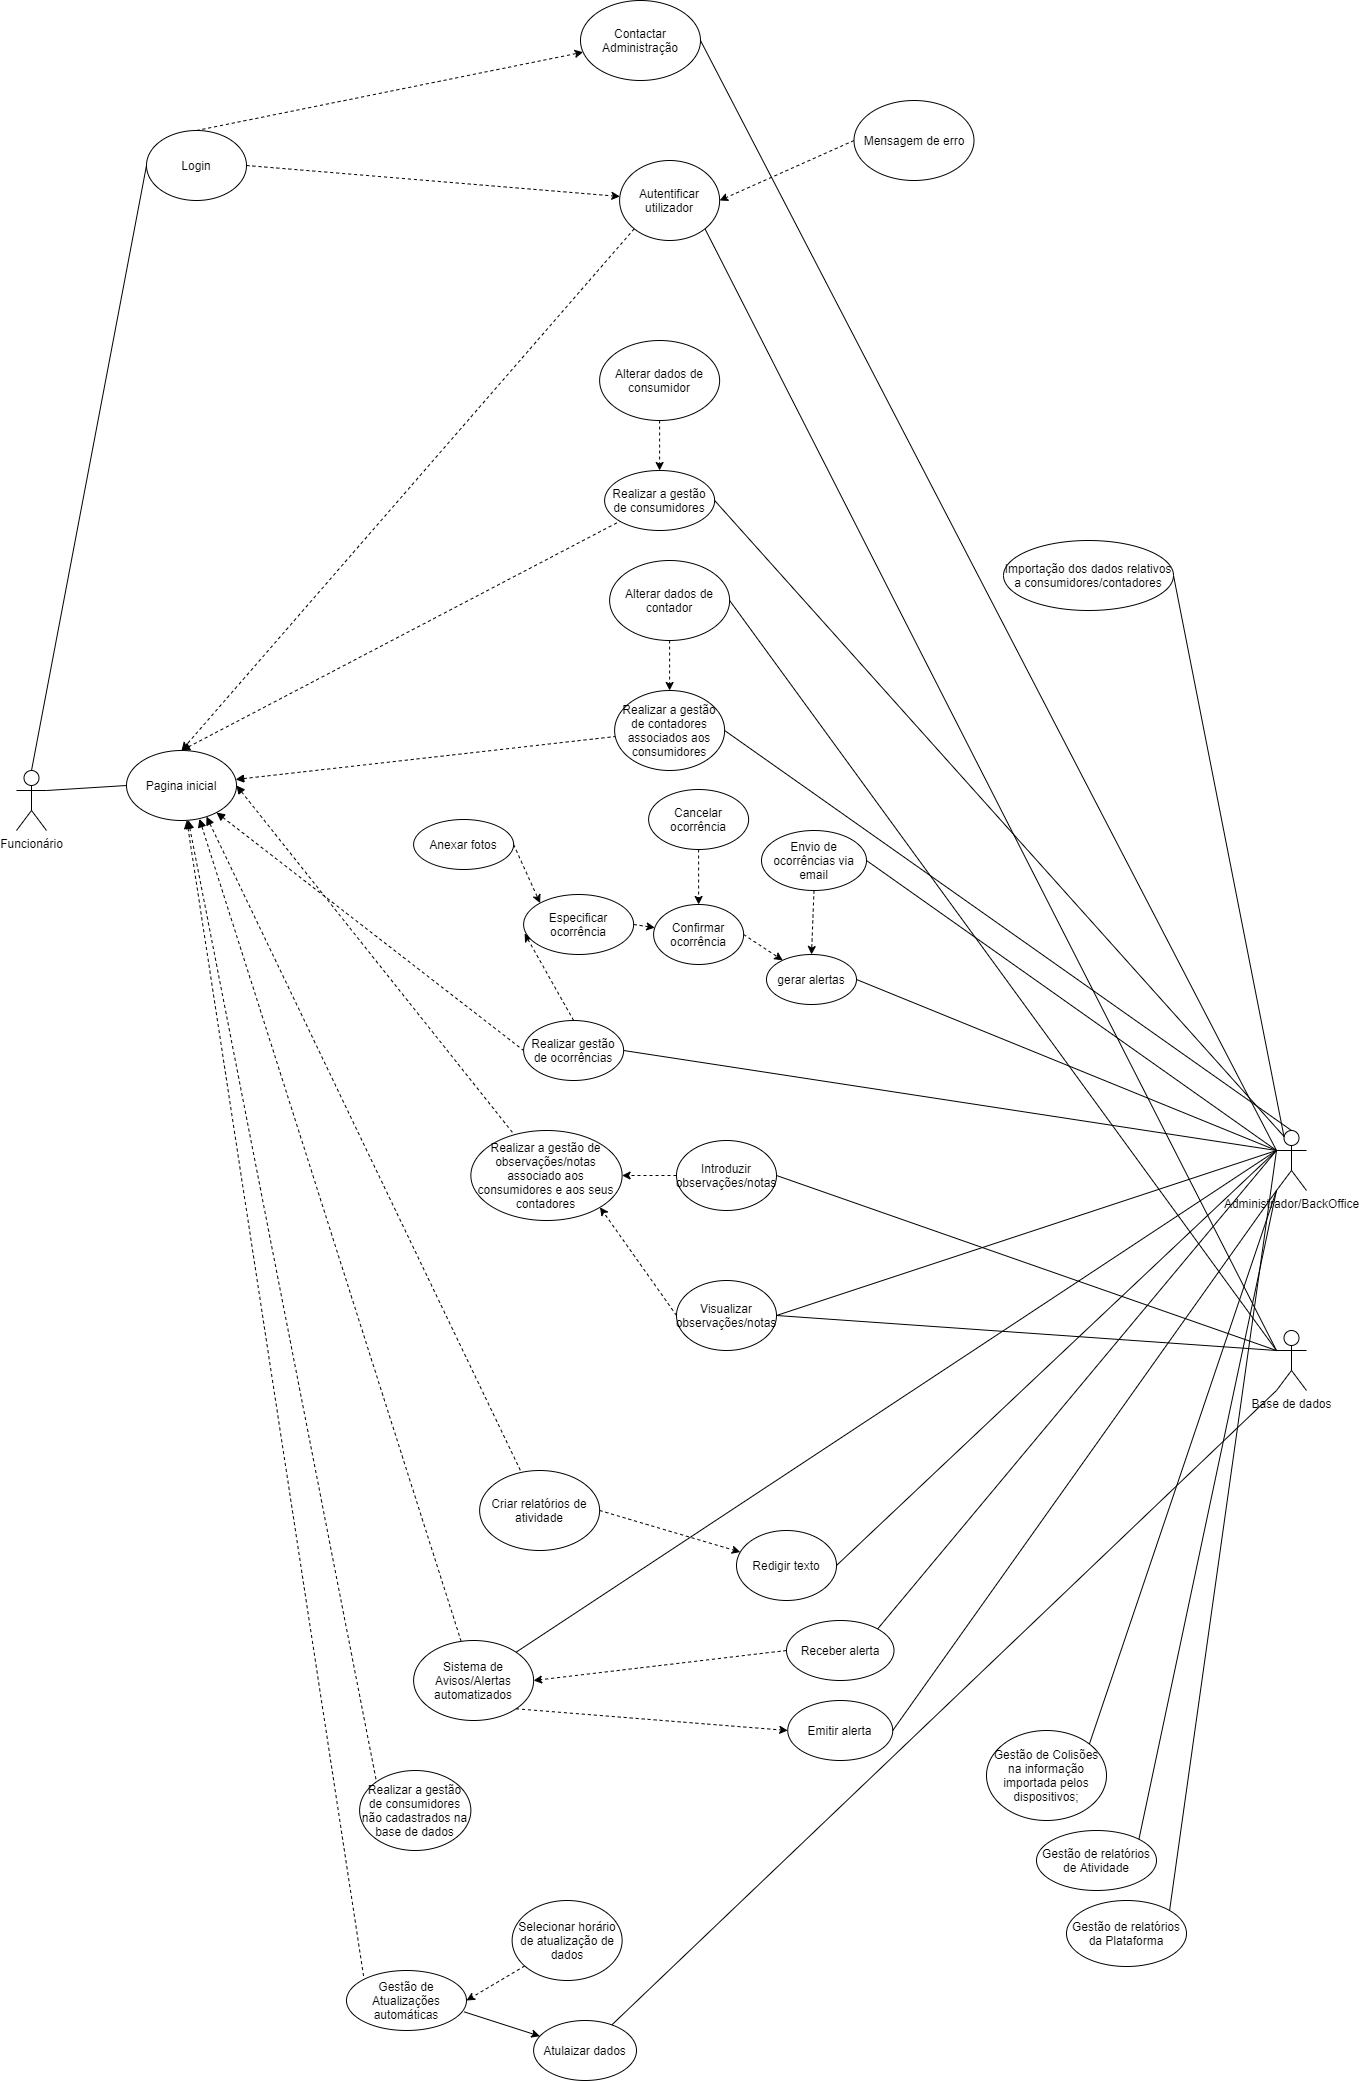 Contactar
Administração
Mensagem de erro
Login
Autentificar
utilizador
Alterar dados de
consumidor
Realizar a gestão
de consumidores
Importação dos dados relativos
a consumidores/contadores
Alterar dados de
contador
Realizar a gestão
de contadores
associados aos
consumidores
Pagina inicial
Funcionário
Cancelar
ocorrência
Anexar fotos
Envio de
ocorrências via
email
Especificar
ocorrência
Confirmar
ocorrência
gerar alertas
Realizar gestão
de ocorrências
Realizar a gestão de
observações/notas
associado aos
consumidores e aos seus
contadores
Introduzir
observações/notas
Administrador/BackOffice
Visualizar
observações/notas
Base de dados
Criar relatórios de
atividade
Redigir texto
Receber alerta
Sistema de
Avisos/Alertas
automatizados
Emitir alerta
Gestão de Colisões
na informação
importada pelos
dispositivos;
Realizar a gestão
de consumidores
não cadastrados na
base de dados
Gestão de relatórios
de Atividade
Gestão de relatórios
da Plataforma
Selecionar horário
de atualização de
dados
Gestão de
Atualizações
automáticas
Atulaizar dados